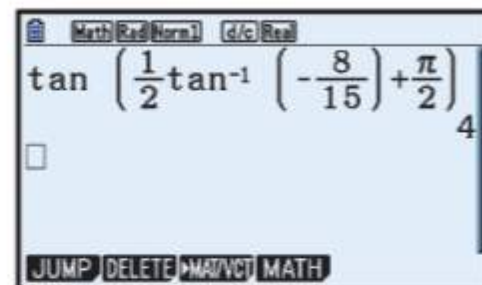 Math Rad Norm1 d/c Real
tan (1/2 tan⁻¹ (-8/15)+π/2)
4
JUMP DELETE ▶MAT/VCT MATH